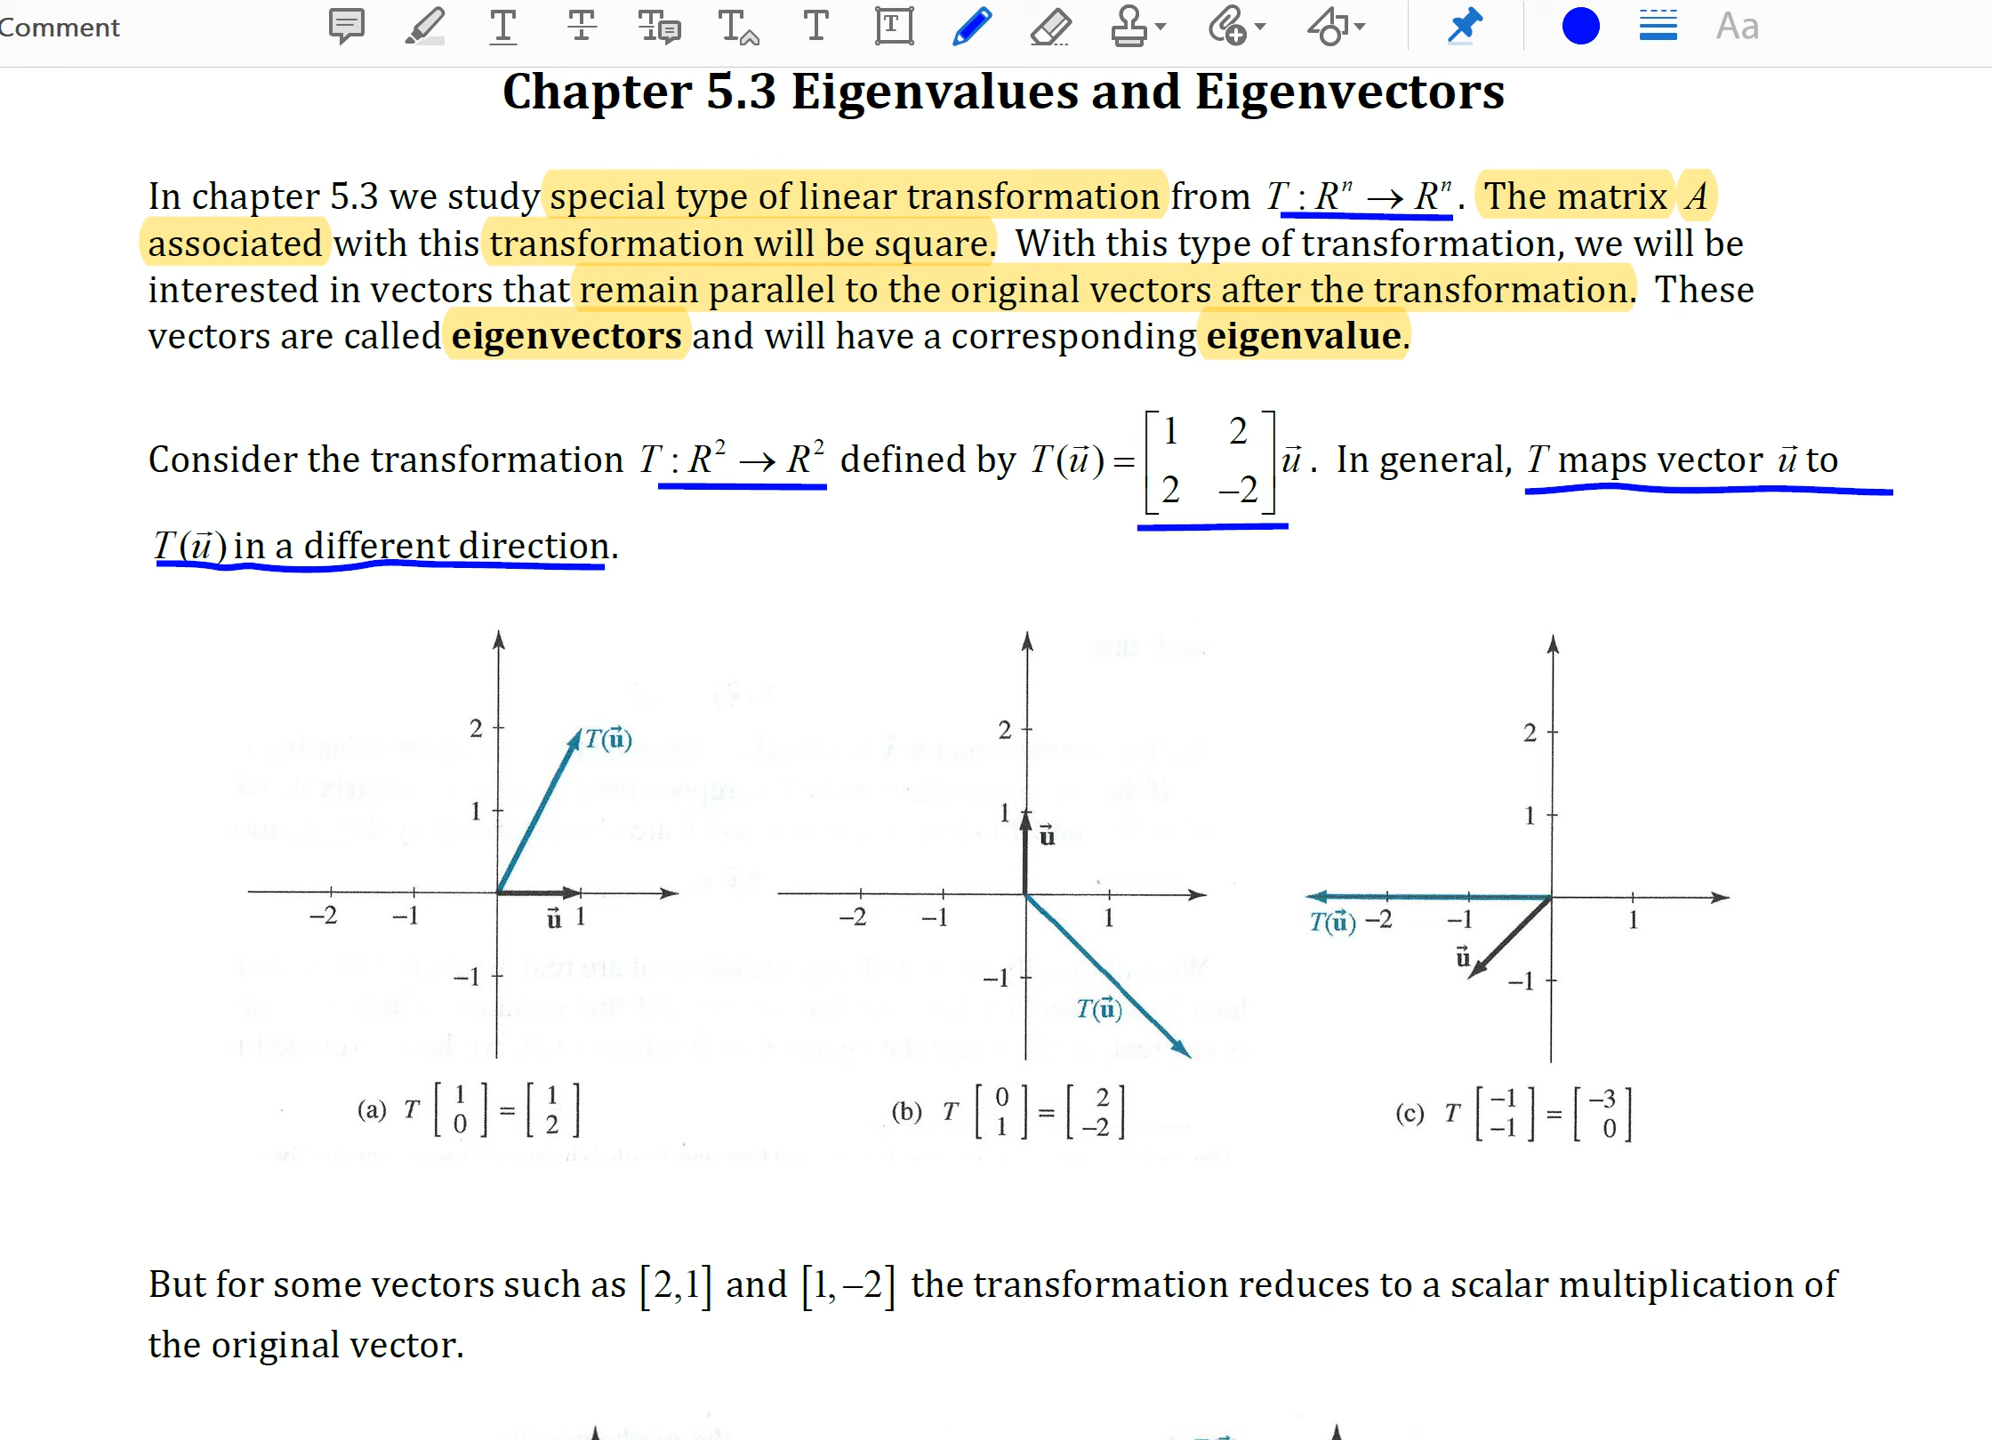 Comment
T T T T T T Aa
Chapter 5.3 Eigenvalues and Eigenvectors
In chapter 5.3 we study special type of linear transformation from T : Rⁿ → Rⁿ. The matrix A
associated with this transformation will be square. With this type of transformation, we will be
interested in vectors that remain parallel to the original vectors after the transformation. These
vectors are called eigenvectors and will have a corresponding eigenvalue.
Consider the transformation T : R² → R² defined by T(u⃗) = [1 2; 2 −2] u⃗. In general, T maps vector u⃗ to
T(u⃗) in a different direction.
2 T(u⃗)
1
−2 −1 u⃗ 1
−1
(a) T [1; 0] = [1; 2]
2
1 u⃗
−2 −1 1
−1 T(u⃗)
(b) T [0; 1] = [2; −2]
2
1
T(u⃗) −2 −1 1
u⃗ −1
(c) T [−1; −1] = [−3; 0]
But for some vectors such as [2,1] and [1,−2] the transformation reduces to a scalar multiplication of
the original vector.